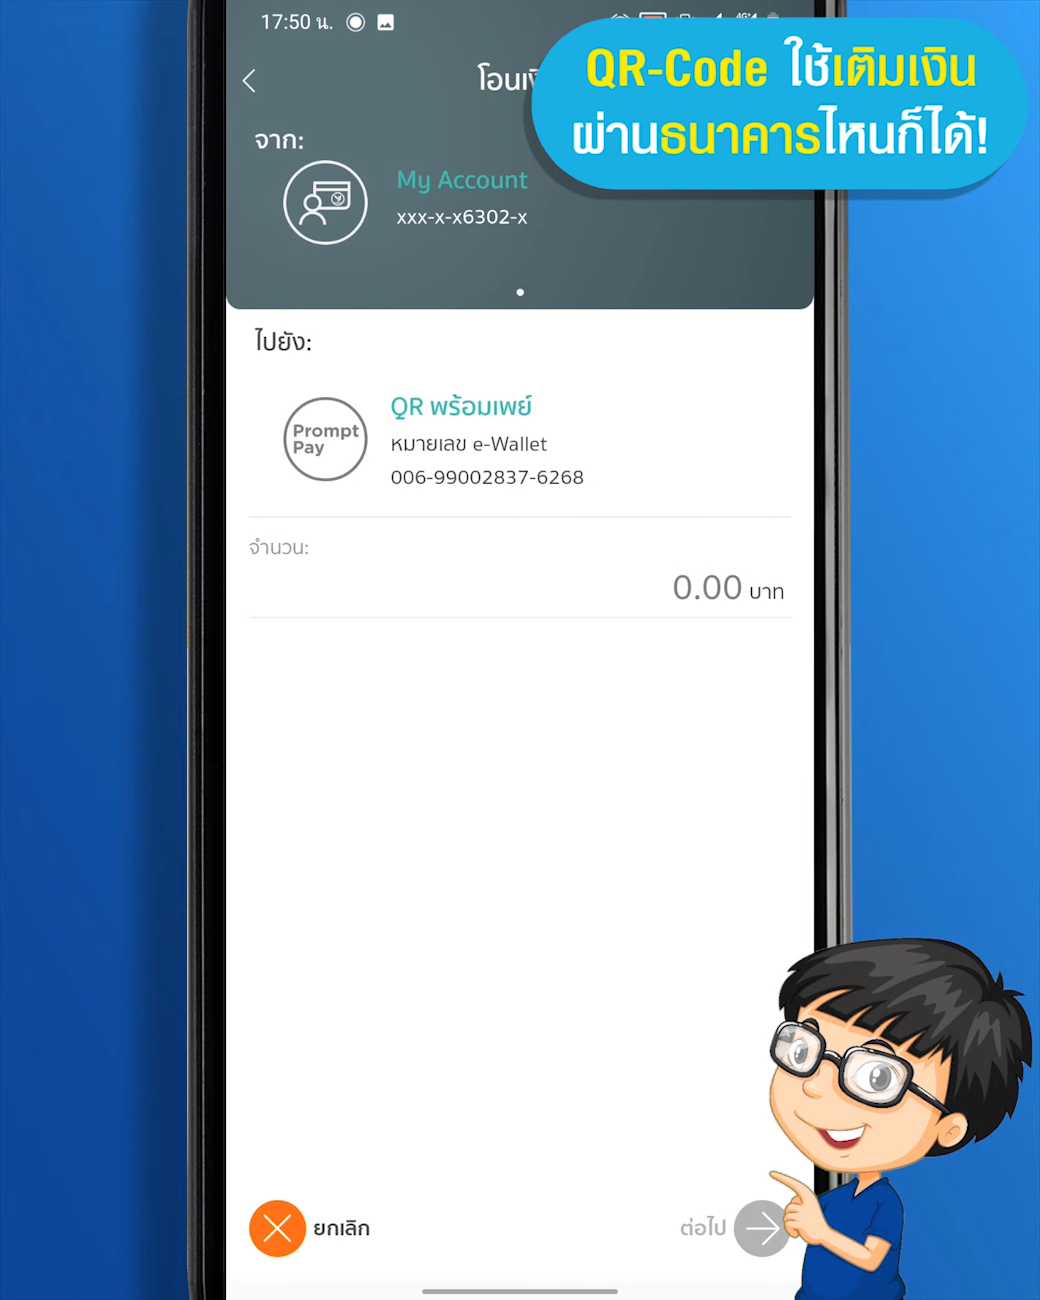 17:50 น.
QR-Code ใช้เติมเงิน
ผ่านธนาคารไหนก็ได้!
จาก:
My Account
xxx-x-x6302-x
ไปยัง:
Prompt
Pay
QR พร้อมเพย์
หมายเลข e-Wallet
006-99002837-6268
จำนวน:
0.00 บาท
ยกเลิก
ต่อไป